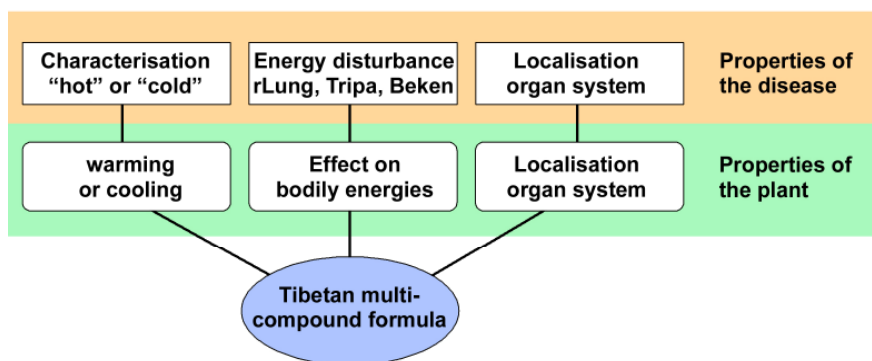 Characterisation
“hot” or “cold”
Energy disturbance
rLung, Tripa, Beken
Localisation
organ system
Properties of
the disease
warming
or cooling
Effect on
bodily energies
Localisation
organ system
Properties of
the plant
Tibetan multi-
compound formula